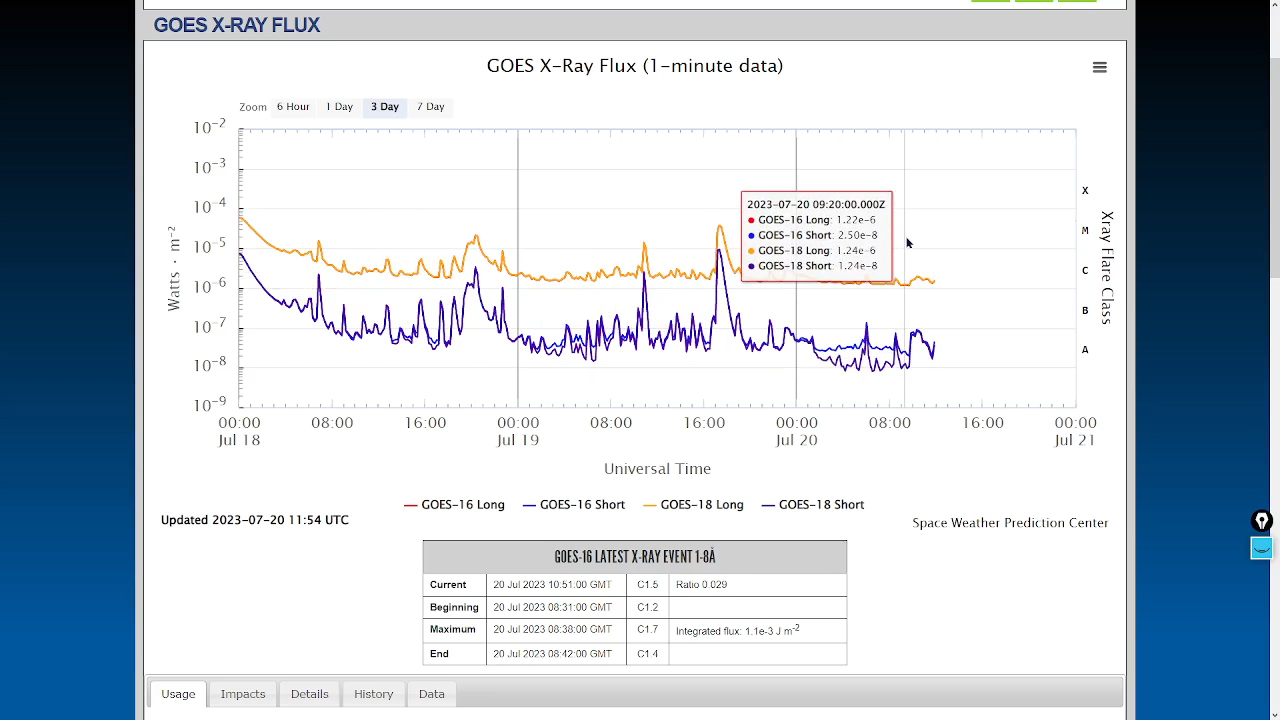 GOES X-RAY FLUX
GOES X-Ray Flux (1-minute data)
Zoom 6 Hour 1 Day 3 Day 7 Day
10-2
10-3
10-4
10-5
10-6
10-7
10-8
10-9
Watts · m-2
2023-07-20 09:20:00.000Z
GOES-16 Long: 1.22e-6
GOES-16 Short: 2.50e-8
GOES-18 Long: 1.24e-6
GOES-18 Short: 1.24e-8
X
M
C
B
A
Xray Flare Class
00:00 08:00 16:00 00:00 08:00 16:00 00:00 08:00 16:00 00:00
Jul 18 Jul 19 Jul 20 Jul 21
Universal Time
GOES-16 Long GOES-16 Short GOES-18 Long GOES-18 Short
Updated 2023-07-20 11:54 UTC
Space Weather Prediction Center
GOES-16 LATEST X-RAY EVENT 1-8Å
Current 20 Jul 2023 10:51:00 GMT C1.5 Ratio 0.029
Beginning 20 Jul 2023 08:31:00 GMT C1.2
Maximum 20 Jul 2023 08:38:00 GMT C1.7 Integrated flux: 1.1e-3 J m-2
End 20 Jul 2023 08:42:00 GMT C1.4
Usage Impacts Details History Data